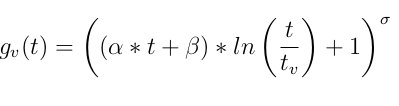 g_v(t) = ((α * t + β) * ln(t/t_v) + 1)^σ